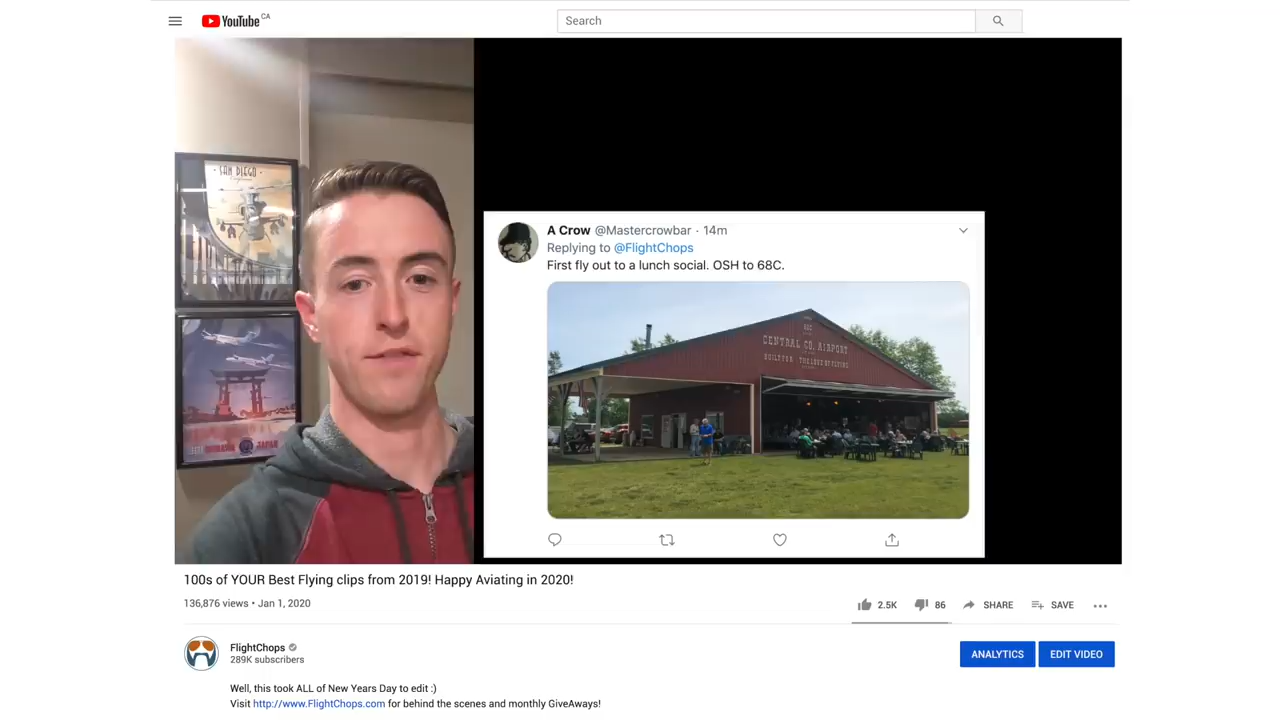 YouTube CA
Search
SAN DIEGO
A Crow @Mastercrowbar · 14m
Replying to @FlightChops
First fly out to a lunch social. OSH to 68C.
CENTRAL CO. AIRPORT
JAPAN
100s of YOUR Best Flying clips from 2019! Happy Aviating in 2020!
136,876 views • Jan 1, 2020
2.5K
86
SHARE
SAVE
FlightChops
289K subscribers
ANALYTICS
EDIT VIDEO
Well, this took ALL of New Years Day to edit :)
Visit http://www.FlightChops.com for behind the scenes and monthly GiveAways!